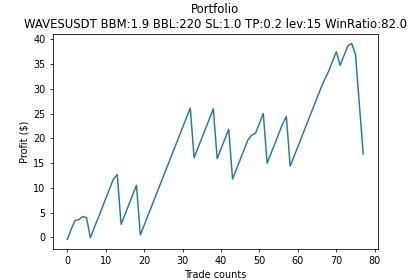 Portfolio
WAVESUSDT BBM:1.9 BBL:220 SL:1.0 TP:0.2 lev:15 WinRatio:82.0
40
35
30
25
20
15
10
5
0
Profit ($)
0 10 20 30 40 50 60 70 80
Trade counts